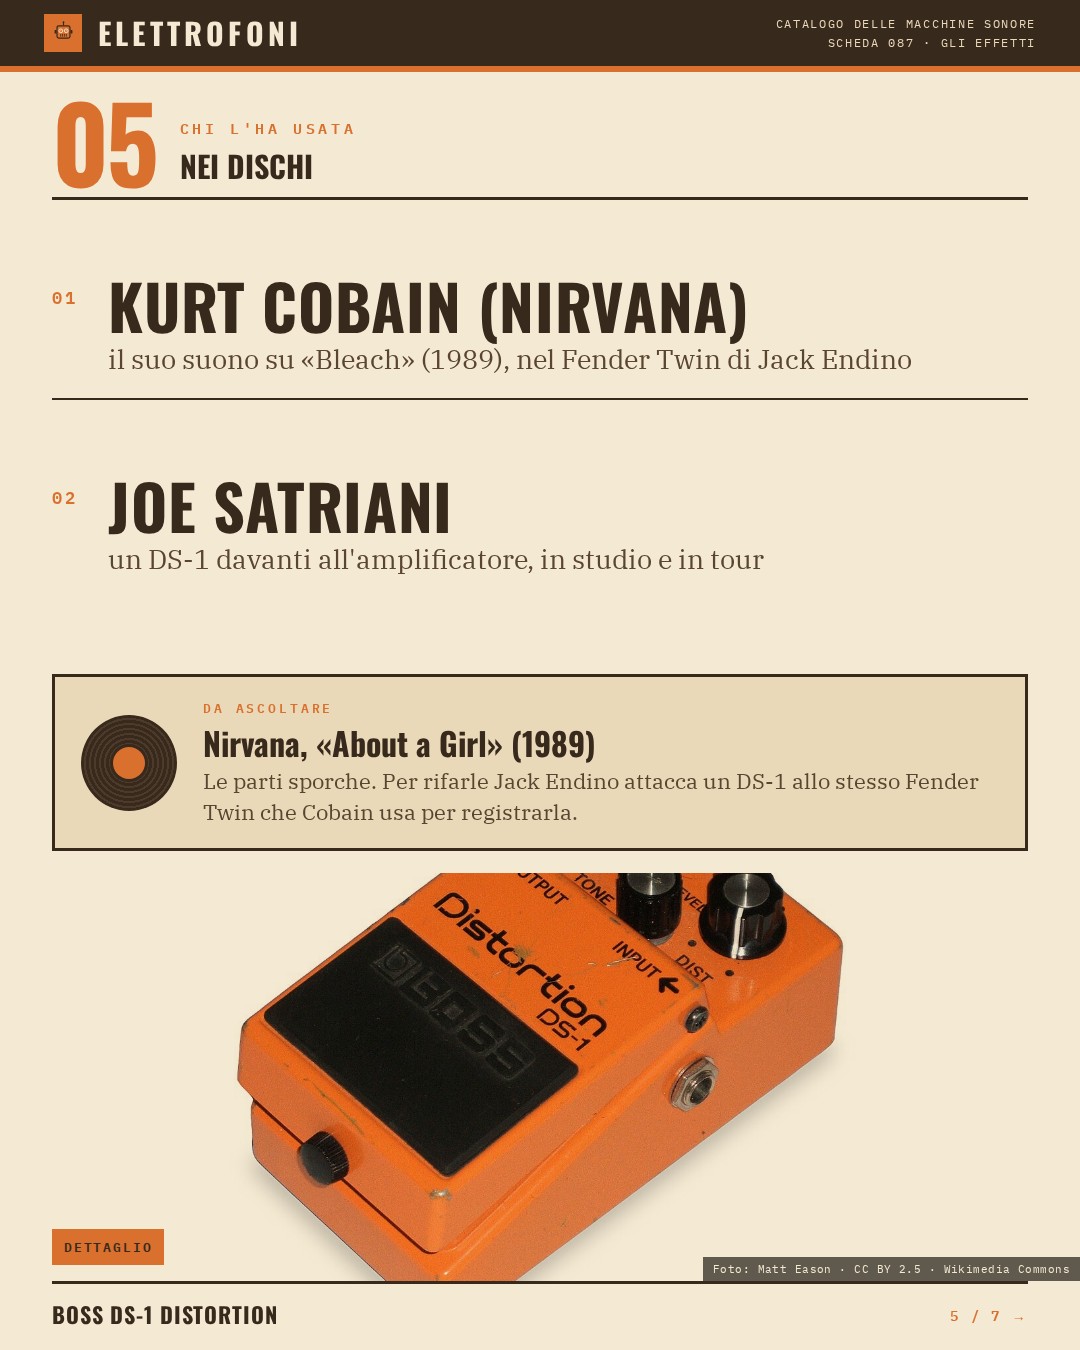 ELETTROFONI
CATALOGO DELLE MACCHINE SONORE
SCHEDA 087 · GLI EFFETTI
05
CHI L'HA USATA
NEI DISCHI
01
KURT COBAIN (NIRVANA)
il suo suono su «Bleach» (1989), nel Fender Twin di Jack Endino
02
JOE SATRIANI
un DS-1 davanti all'amplificatore, in studio e in tour
DA ASCOLTARE
Nirvana, «About a Girl» (1989)
Le parti sporche. Per rifarle Jack Endino attacca un DS-1 allo stesso Fender
Twin che Cobain usa per registrarla.
TONE
Distortion
DS-1
INPUT
DIST
BOSS
DETTAGLIO
Foto: Matt Eason · CC BY 2.5 · Wikimedia Commons
BOSS DS-1 DISTORTION
5 / 7 →